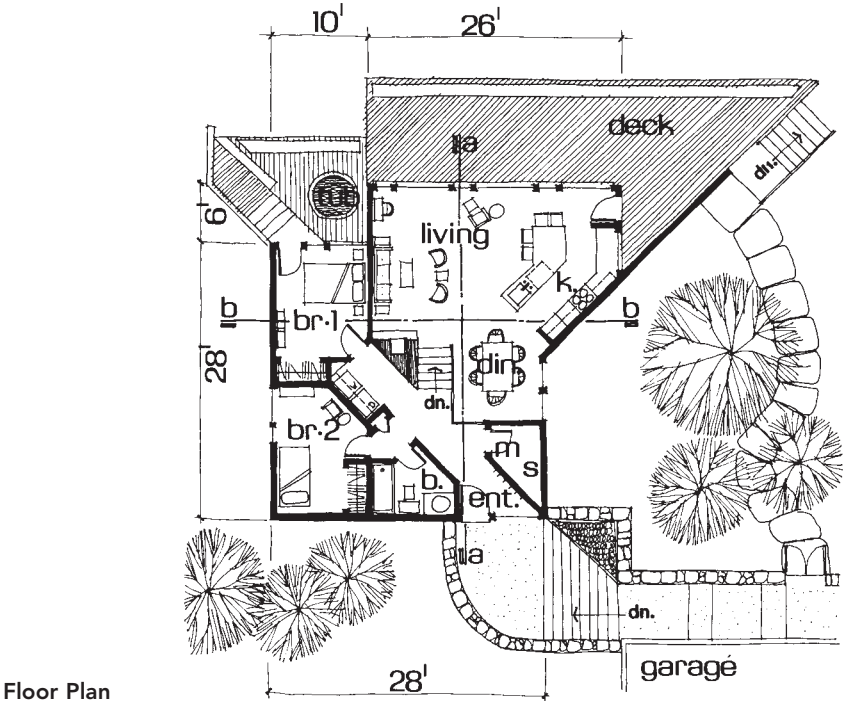 10'
26'
deck
a
dn.
tub
6'
living
k.
b
b
br.1
28'
din.
dn.
br.2
m
s
b.
ent.
a
dn.
garagé
28'
Floor Plan